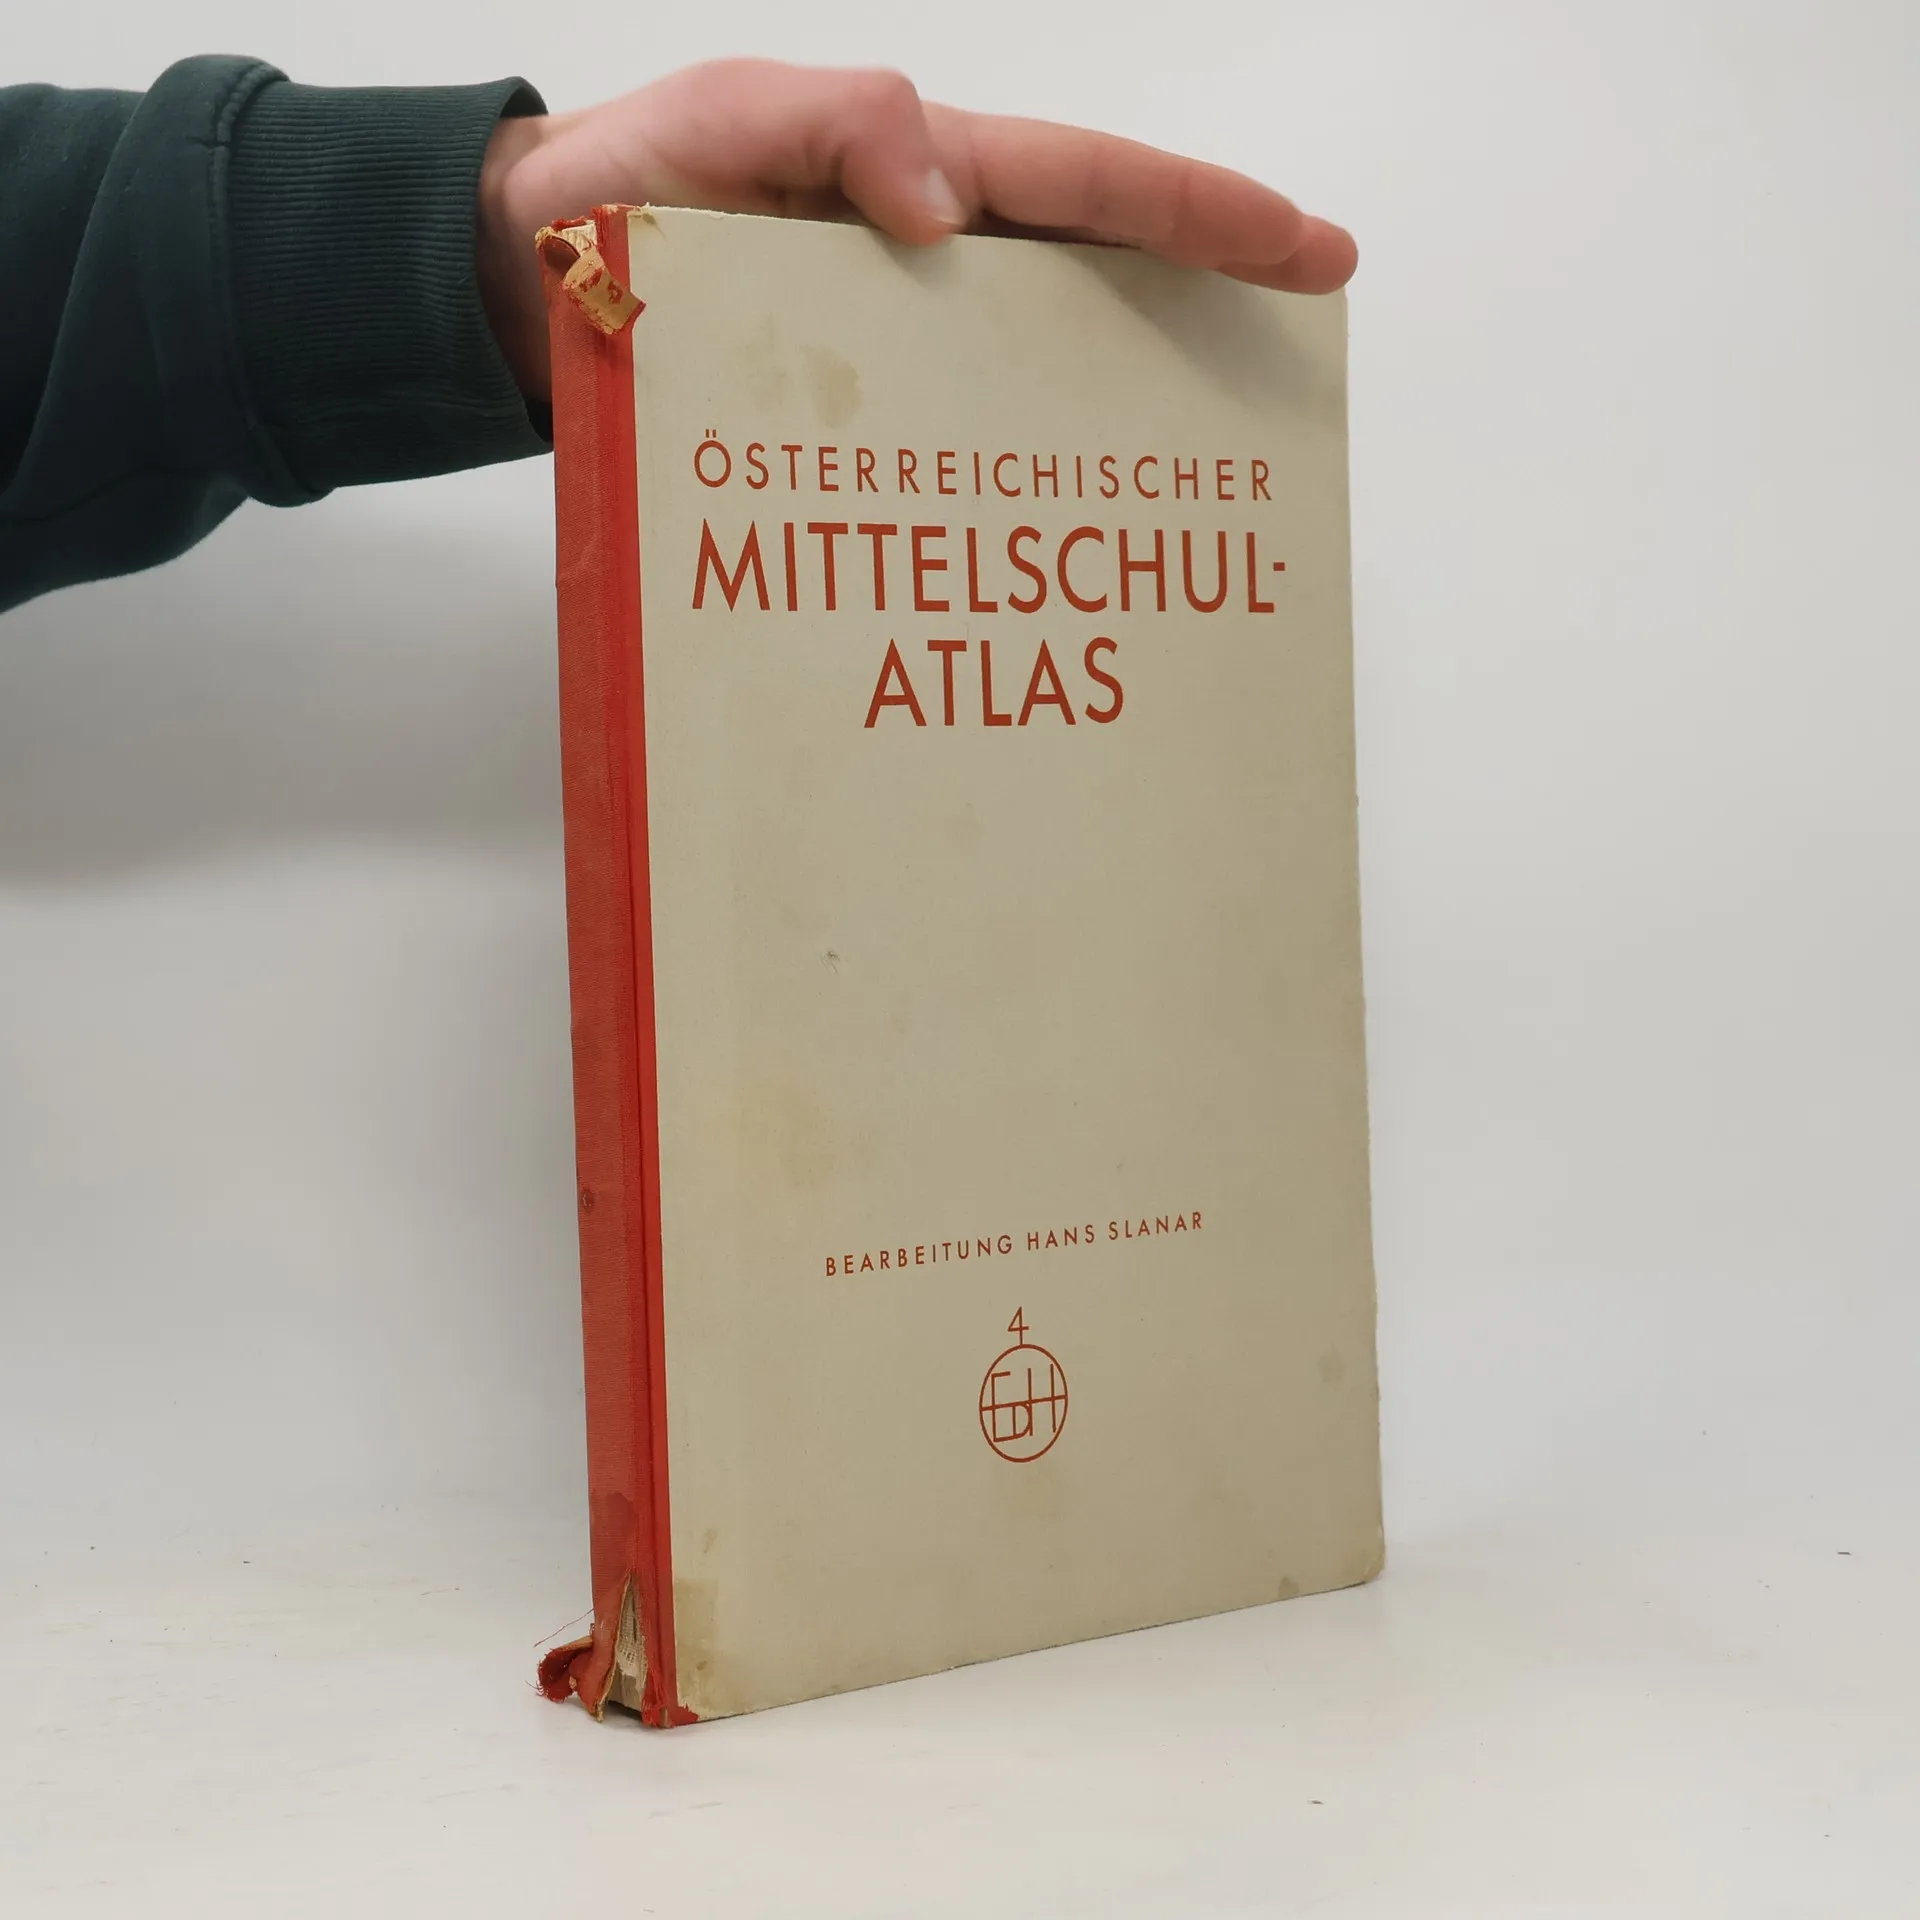 ÖSTERREICHISCHER
MITTELSCHUL-
ATLAS
BEARBEITUNG HANS SLANAR
4
EDH